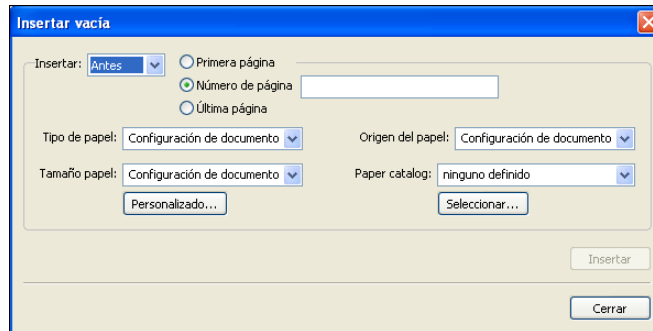 Insertar vacía
Insertar: Antes
Primera página
Número de página
Última página
Tipo de papel: Configuración de documento Origen del papel: Configuración de documento
Tamaño papel: Configuración de documento Paper catalog: ninguno definido
Personalizado... Seleccionar...
Insertar
Cerrar